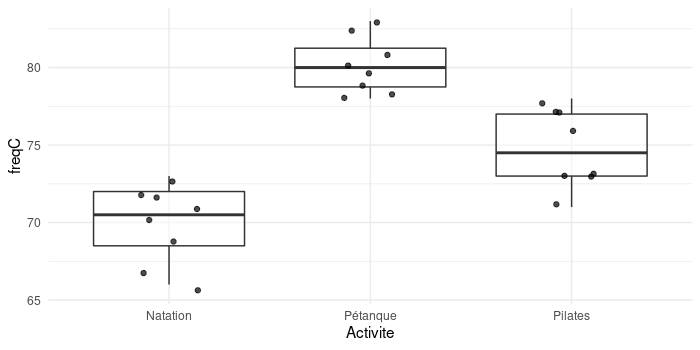 80
75
70
65
freqC
Natation
Pétanque
Pilates
Activite